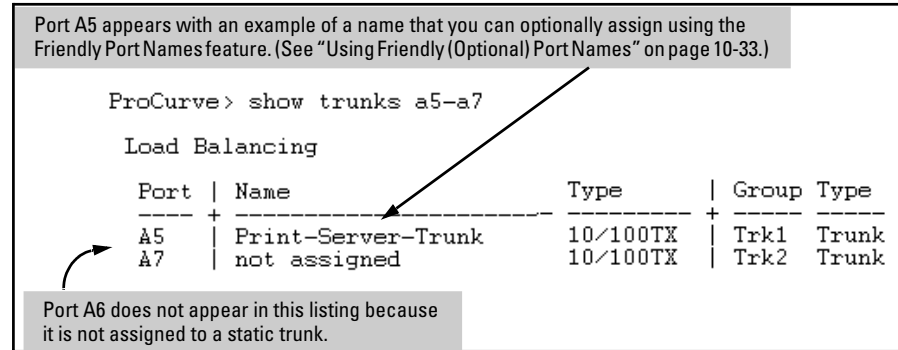 Port A5 appears with an example of a name that you can optionally assign using the
Friendly Port Names feature. (See “Using Friendly (Optional) Port Names” on page 10-33.)
ProCurve> show trunks a5-a7
Load Balancing
Port | Name Type | Group Type
---- + ------------------------- --------- + ----- -----
A5 | Print-Server-Trunk 10/100TX | Trk1 Trunk
A7 | not assigned 10/100TX | Trk2 Trunk
Port A6 does not appear in this listing because
it is not assigned to a static trunk.